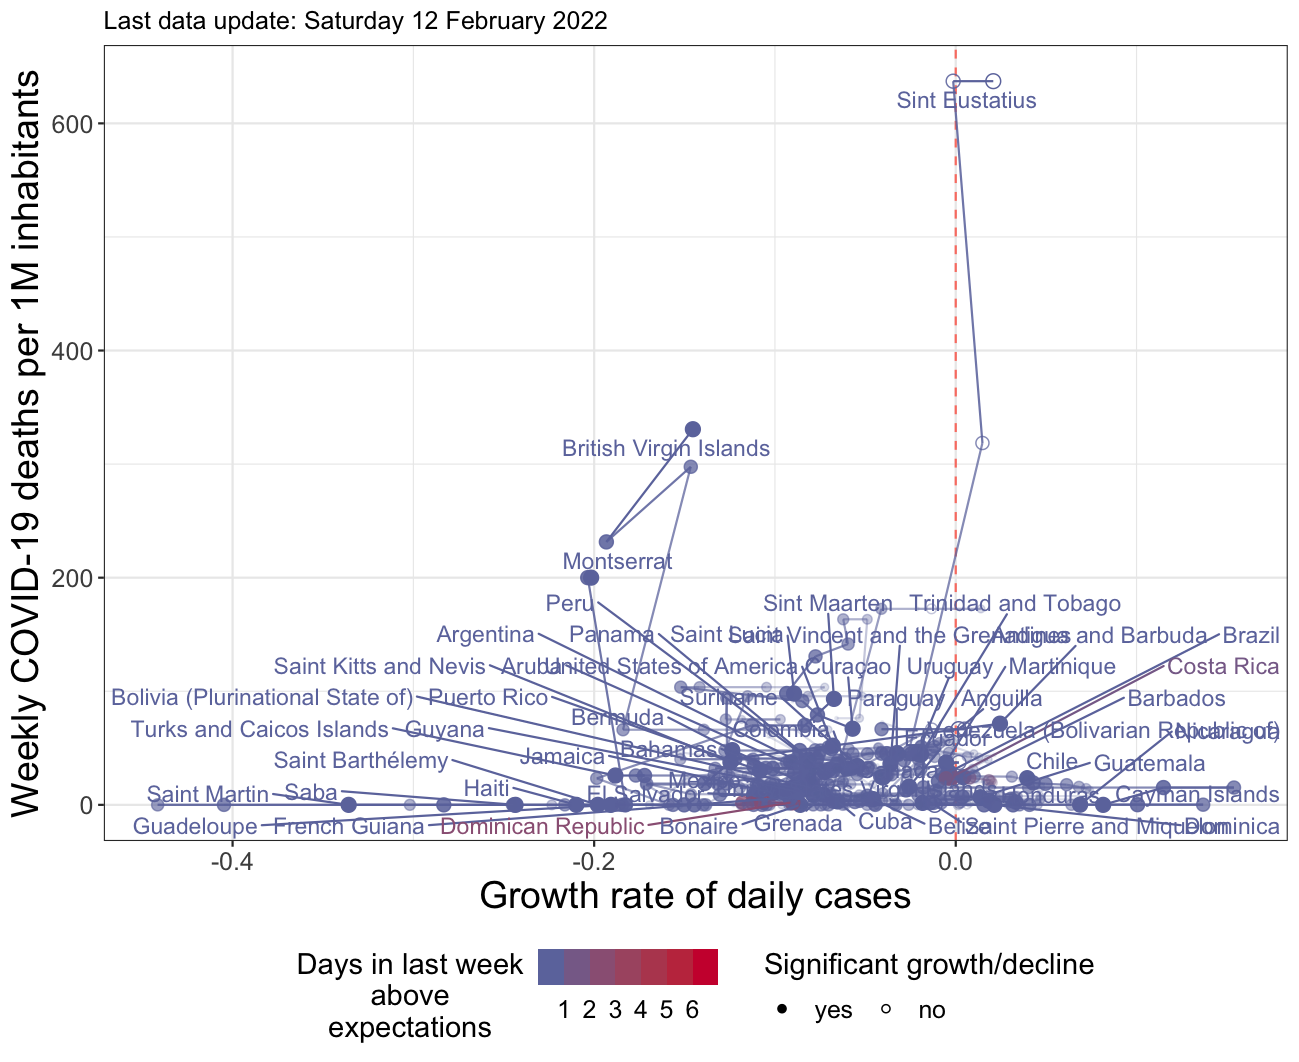 Last data update: Saturday 12 February 2022
Weekly COVID-19 deaths per 1M inhabitants
600
400
200
0
Sint Eustatius
British Virgin Islands
Montserrat
Peru
Sint Maarten
Trinidad and Tobago
Argentina
Panama
Saint Lucia
Saint Vincent and the Grenadines
Antigua and Barbuda
Brazil
Saint Kitts and Nevis
Aruba
United States of America
Curaçao
Uruguay
Martinique
Costa Rica
Bolivia (Plurinational State of)
Puerto Rico
Suriname
Paraguay
Anguilla
Barbados
Turks and Caicos Islands
Guyana
Bermuda
Colombia
Venezuela (Bolivarian Republic of)
Nicaragua
Saint Barthélemy
Jamaica
Bahamas
Chile
Guatemala
Saint Martin
Saba
Haiti
El Salvador
Honduras
Cayman Islands
Guadeloupe
French Guiana
Dominican Republic
Bonaire
Grenada
Cuba
Belize
Saint Pierre and Miquelon
Dominica
-0.4
-0.2
0.0
Growth rate of daily cases
Days in last week
above
expectations
1 2 3 4 5 6
Significant growth/decline
yes
no